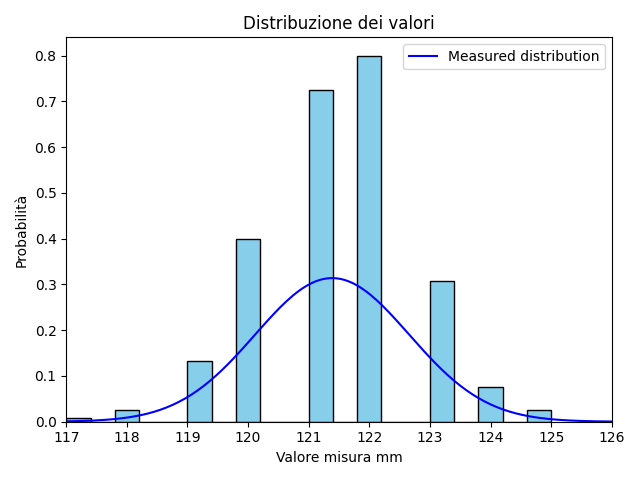 Distribuzione dei valori
Measured distribution
0.8
0.7
0.6
0.5
0.4
0.3
0.2
0.1
0.0
Probabilità
117 118 119 120 121 122 123 124 125 126
Valore misura mm